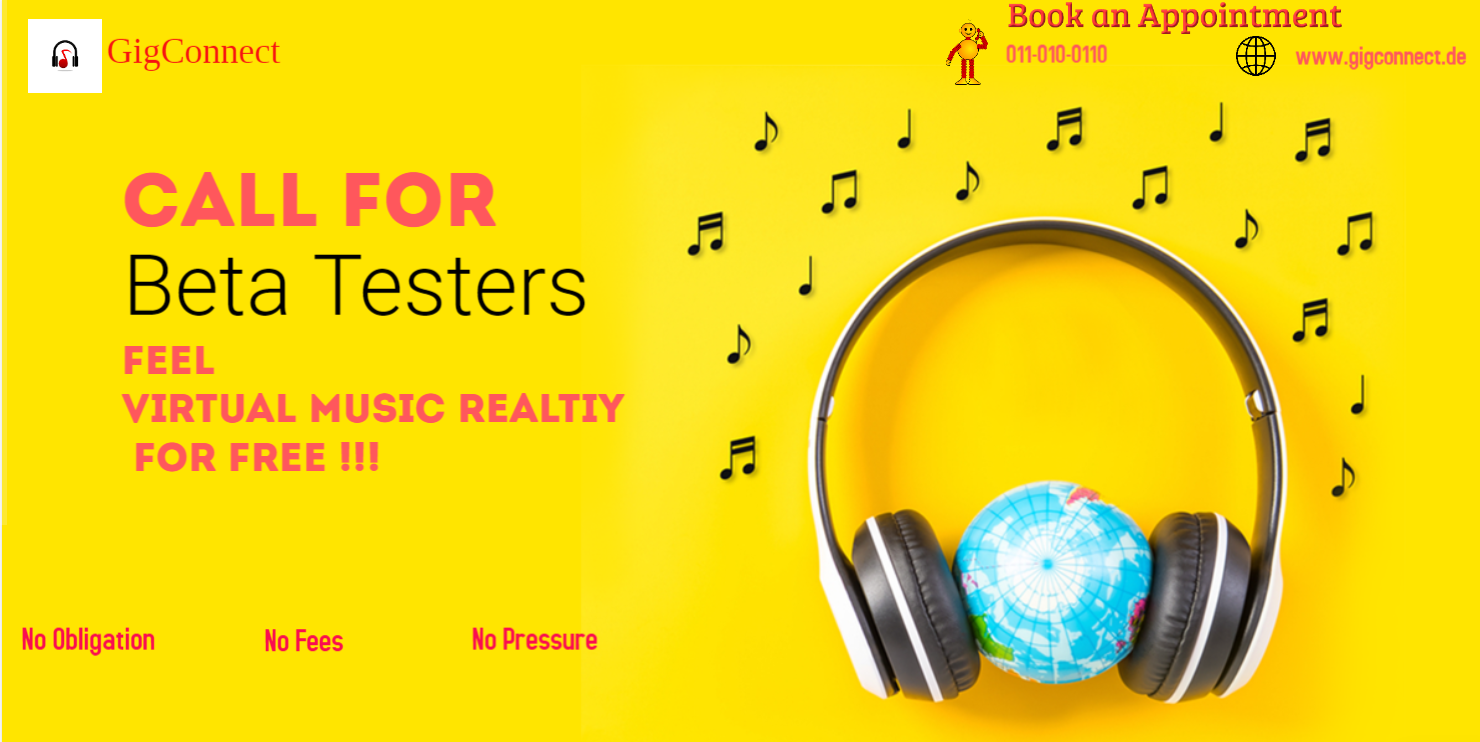 GigConnect
Book an Appointment
011-010-0110
www.gigconnect.de
CALL FOR
Beta Testers
FEEL
VIRTUAL MUSIC REALTIY
FOR FREE !!!
No Obligation
No Fees
No Pressure